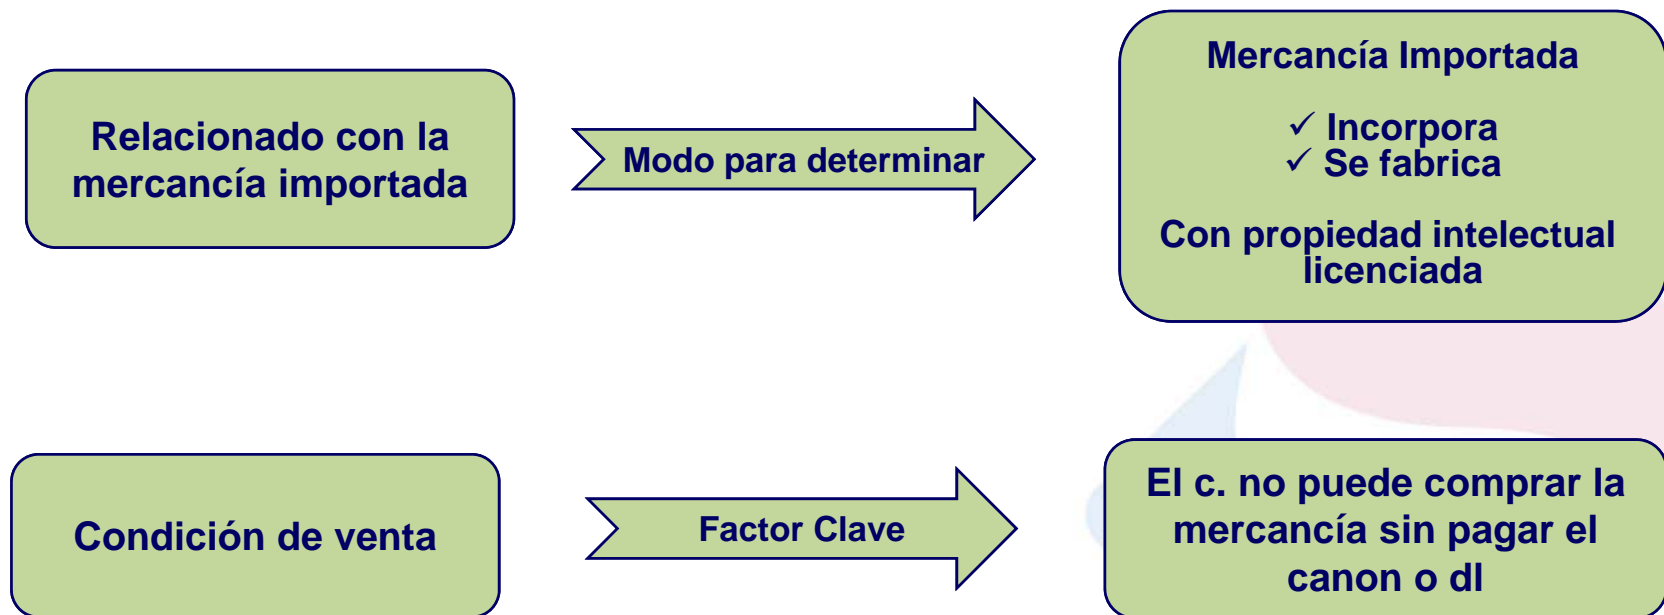 Relacionado con la
mercancía importada
Modo para determinar
Mercancía Importada
✓ Incorpora
✓ Se fabrica
Con propiedad intelectual
licenciada
Condición de venta
Factor Clave
El c. no puede comprar la
mercancía sin pagar el
canon o dl